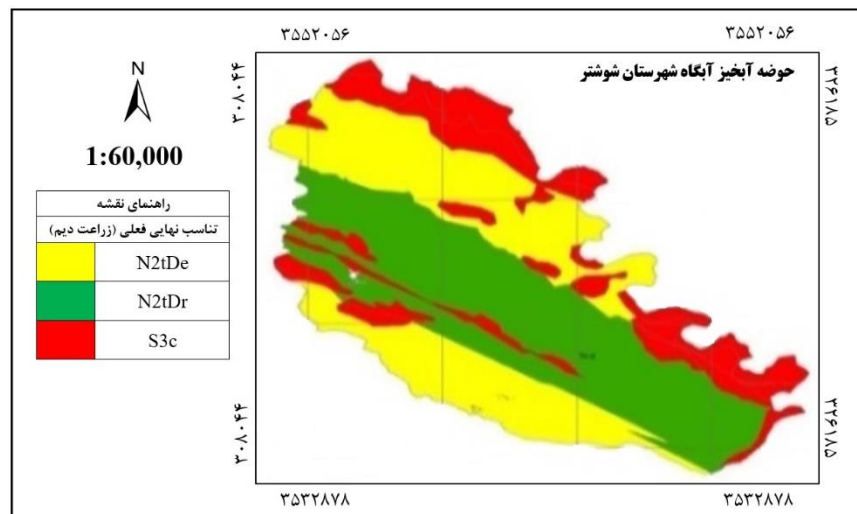 ۳۵۵۲۰۵۶
۳۵۵۲۰۵۶
حوضه آبخیز آبگاه شهرستان شوشتر
۳۰۸۰۴۴
۳۲۶۱۸۵
N
1:60,000
راهنمای نقشه
تناسب نهایی فعلی (زراعت دیم)
N2tDe
N2tDr
S3c
۳۰۸۰۴۴
۳۲۶۱۸۵
۳۵۳۲۸۷۸
۳۵۳۲۸۷۸